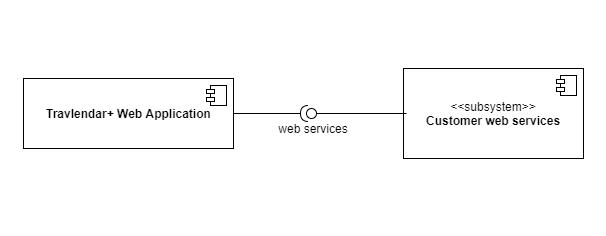 Travlendar+ Web Application
web services
<<subsystem>>
Customer web services